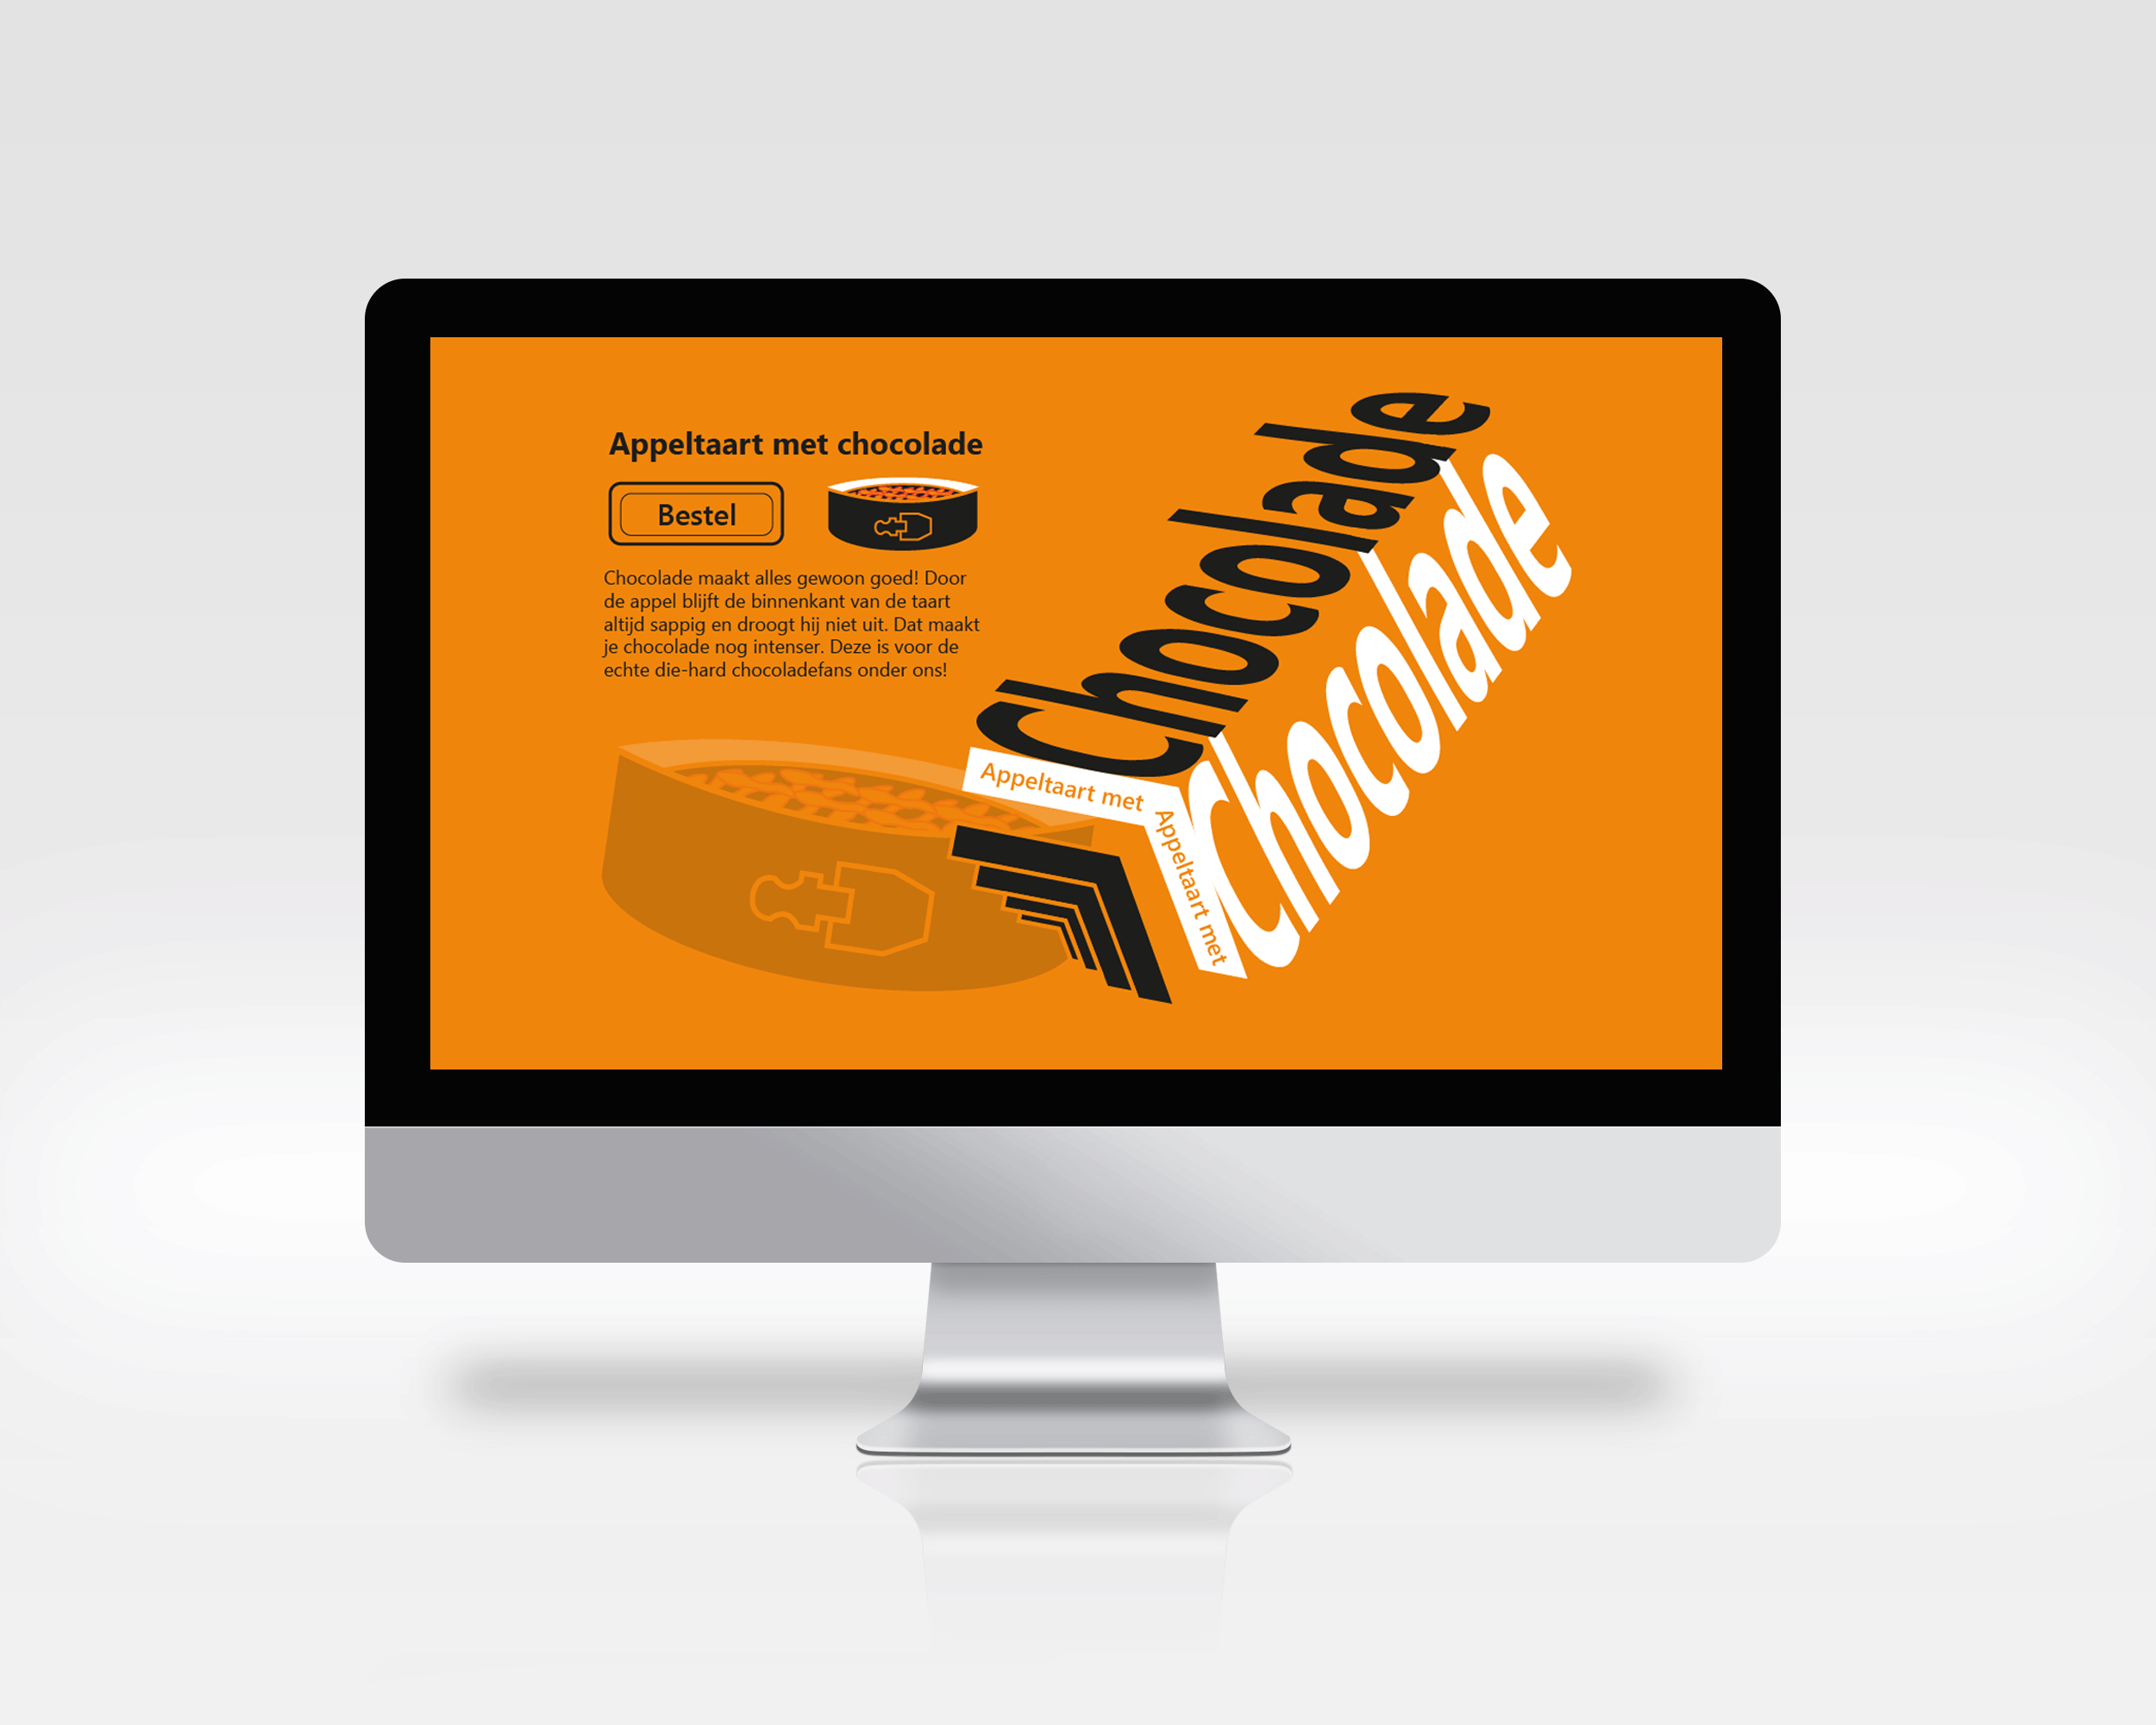 Appeltaart met chocolade
Bestel
Chocolade maakt alles gewoon goed! Door
de appel blijft de binnenkant van de taart
altijd sappig en droogt hij niet uit. Dat maakt
je chocolade nog intenser. Deze is voor de
echte die-hard chocoladefans onder ons!
Appeltaart met
Chocolade
Appeltaart met
Chocolade